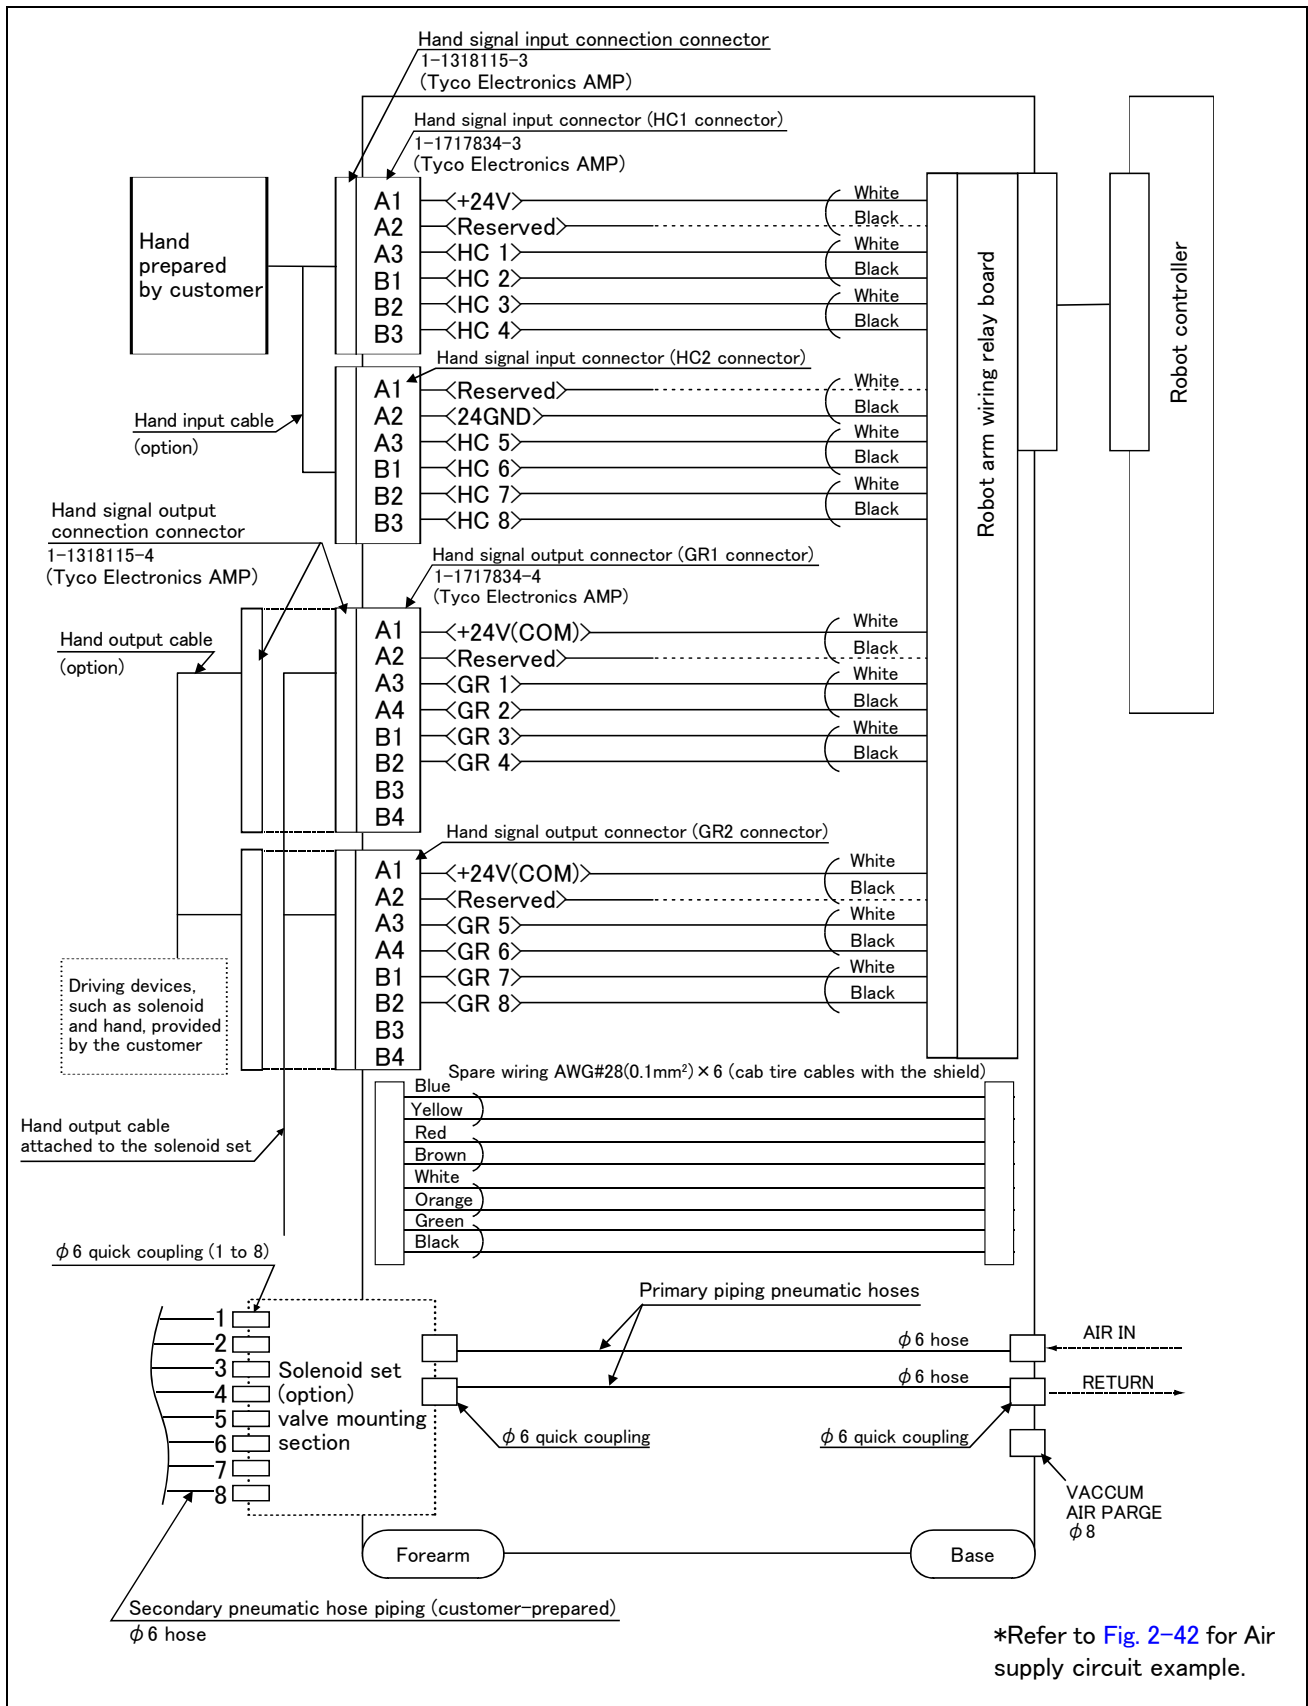 Hand signal input connection connector
1-1318115-3
(Tyco Electronics AMP)
Hand signal input connector (HC1 connector)
1-1717834-3
(Tyco Electronics AMP)
Hand
prepared
by customer
A1 <+24V> White
A2 <Reserved> Black
A3 <HC 1> White
B1 <HC 2> Black
B2 <HC 3> White
B3 <HC 4> Black
Robot arm wiring relay board
Robot controller
Hand signal input connector (HC2 connector)
A1 <Reserved> White
A2 <24GND> Black
A3 <HC 5> White
B1 <HC 6> Black
B2 <HC 7> White
B3 <HC 8> Black
Hand input cable
(option)
Hand signal output
connection connector
1-1318115-4
(Tyco Electronics AMP)
Hand signal output connector (GR1 connector)
1-1717834-4
(Tyco Electronics AMP)
Hand output cable
(option)
A1 <+24V(COM)> White
A2 <Reserved> Black
A3 <GR 1> White
A4 <GR 2> Black
B1 <GR 3> White
B2 <GR 4> Black
B3
B4
Hand signal output connector (GR2 connector)
A1 <+24V(COM)> White
A2 <Reserved> Black
A3 <GR 5> White
A4 <GR 6> Black
B1 <GR 7> White
B2 <GR 8> Black
B3
B4
Driving devices,
such as solenoid
and hand, provided
by the customer
Spare wiring AWG#28(0.1mm²)×6 (cab tire cables with the shield)
Blue
Yellow
Red
Brown
White
Orange
Green
Black
Hand output cable
attached to the solenoid set
φ6 quick coupling (1 to 8)
1
2
3
4
5
6
7
8
Solenoid set
(option)
valve mounting
section
Primary piping pneumatic hoses
φ6 hose
AIR IN
φ6 hose
RETURN
φ6 quick coupling
φ6 quick coupling
VACCUM
AIR PARGE
φ8
Forearm
Base
Secondary pneumatic hose piping (customer-prepared)
φ6 hose
*Refer to Fig. 2-42 for Air
supply circuit example.